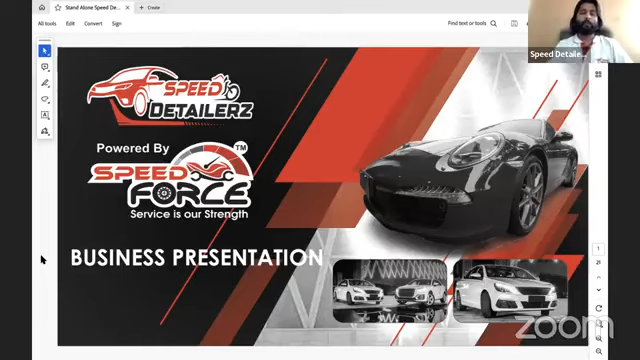 Stand Alone Speed De...
Create
All tools
Edit
Convert
Sign
Find text or tools
Speed Detaile...
SPEED
DETAILERZ
Powered By
TM
SPEED
FORCE
Service is our Strength
BUSINESS PRESENTATION
1
21
zoom